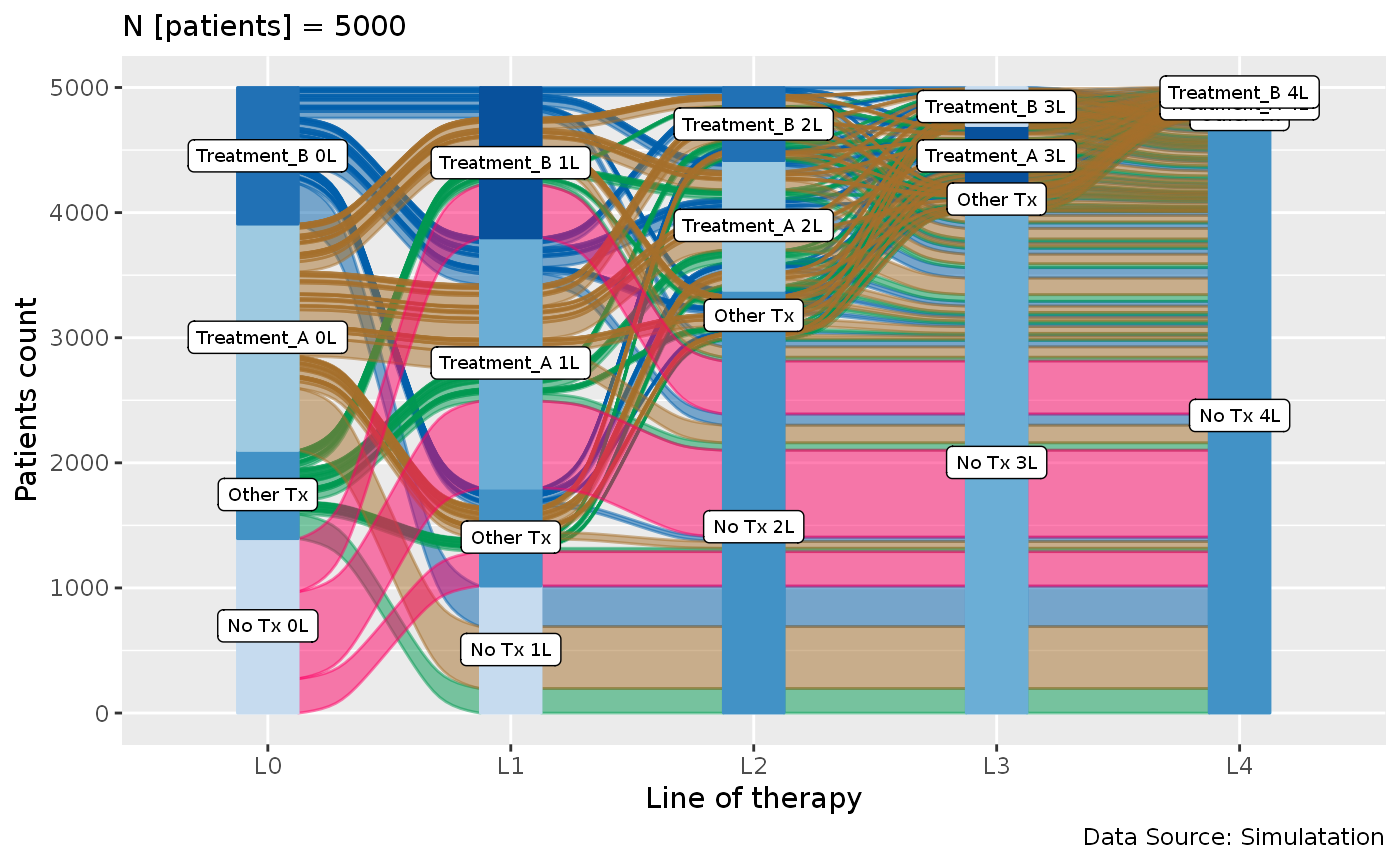 N [patients] = 5000
Patients count
5000
4000
3000
2000
1000
0
Treatment_B 0L
Treatment_A 0L
Other Tx
No Tx 0L
Treatment_B 1L
Treatment_A 1L
Other Tx
No Tx 1L
Treatment_B 2L
Treatment_A 2L
Other Tx
No Tx 2L
Treatment_B 3L
Treatment_A 3L
Other Tx
No Tx 3L
Treatment_B 4L
No Tx 4L
L0 L1 L2 L3 L4
Line of therapy
Data Source: Simulatation